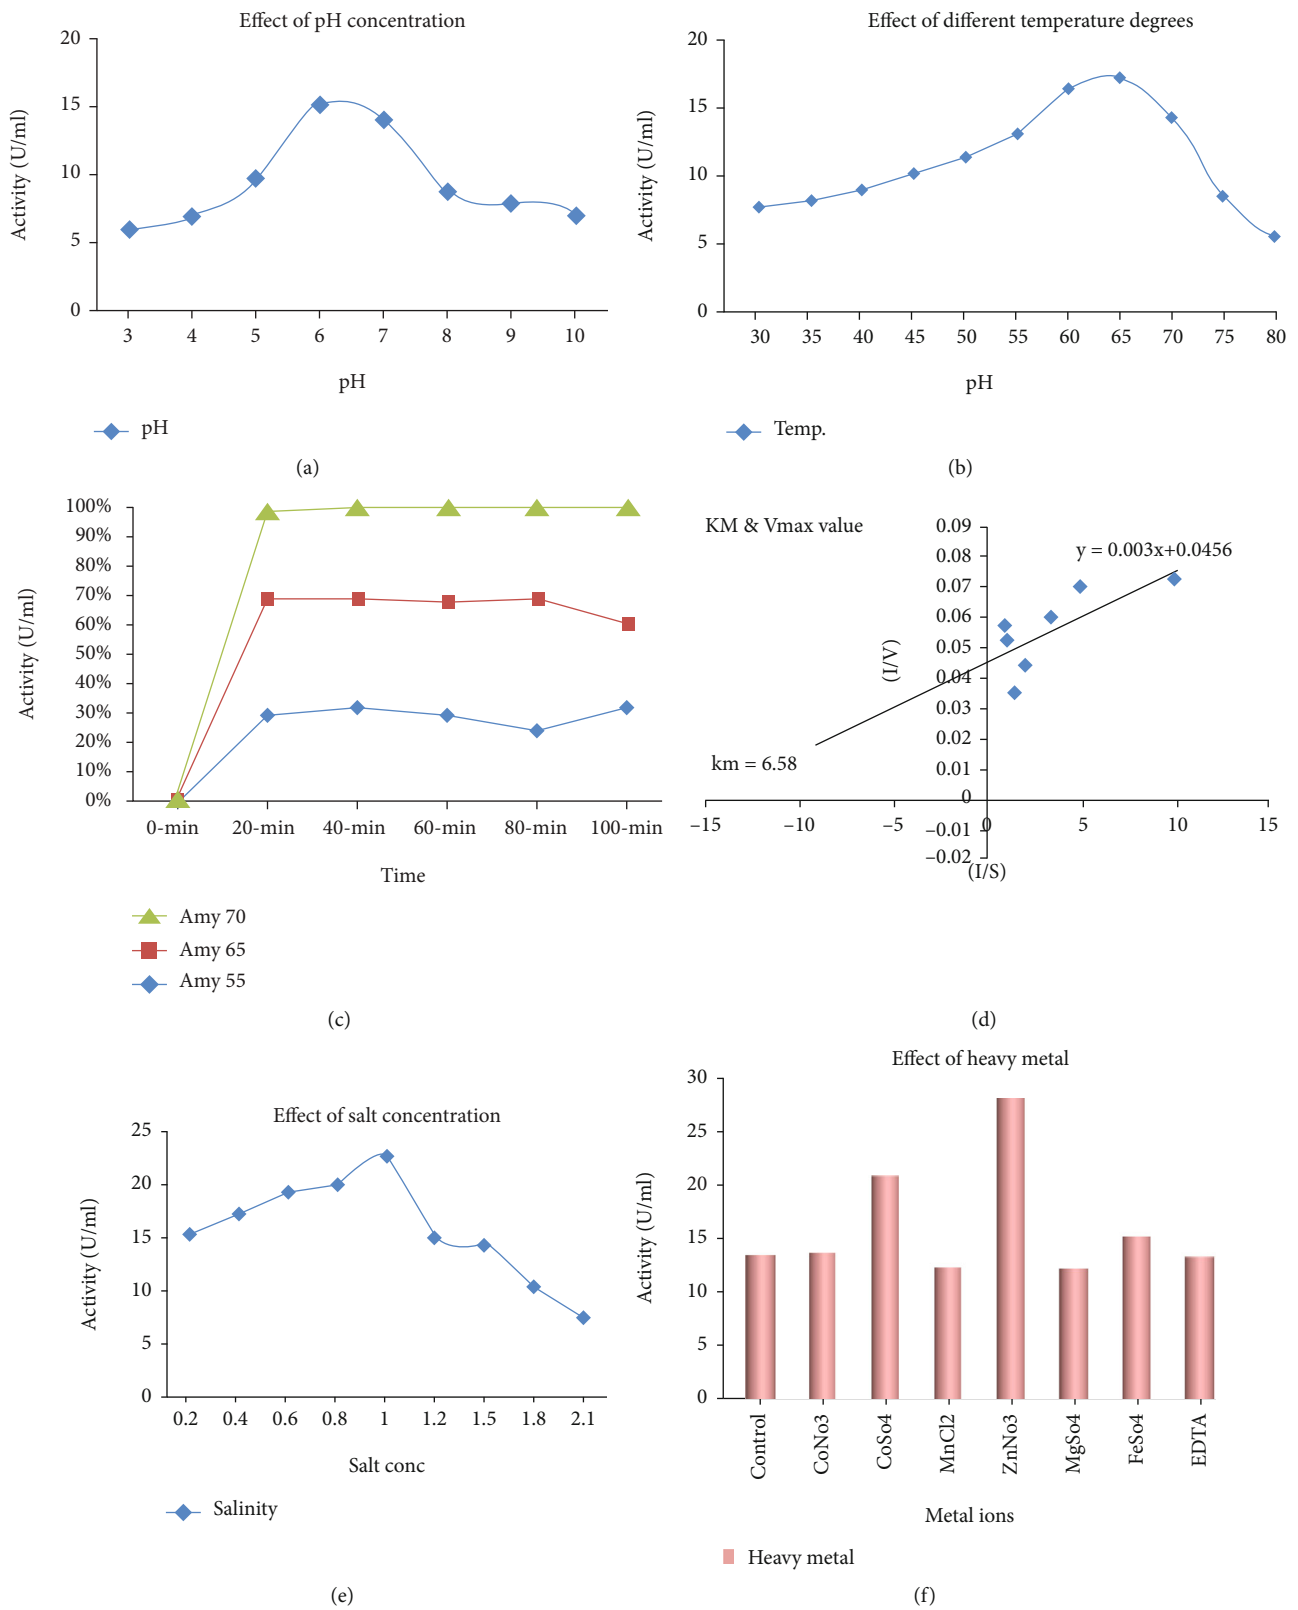 Effect of pH concentration
Activity (U/ml)
20
15
10
5
0
3 4 5 6 7 8 9 10
pH
pH
(a)
Effect of different temperature degrees
Activity (U/ml)
20
15
10
5
0
30 35 40 45 50 55 60 65 70 75 80
pH
Temp.
(b)
Activity (U/ml)
100%
90%
80%
70%
60%
50%
40%
30%
20%
10%
0%
0-min 20-min 40-min 60-min 80-min 100-min
Time
Amy 70
Amy 65
Amy 55
(c)
KM & Vmax value
y = 0.003x+0.0456
(I/V)
0.09
0.08
0.07
0.06
0.05
0.04
0.03
0.02
0.01
0
–0.01
–0.02
km = 6.58
–15 –10 –5 0 5 10 15
(I/S)
(d)
Effect of salt concentration
Activity (U/ml)
25
20
15
10
5
0
0.2 0.4 0.6 0.8 1 1.2 1.5 1.8 2.1
Salt conc
Salinity
(e)
Effect of heavy metal
Activity (U/ml)
30
25
20
15
10
5
0
Control
CoNo3
CoSo4
MnCl2
ZnNo3
MgSo4
FeSo4
EDTA
Metal ions
Heavy metal
(f)